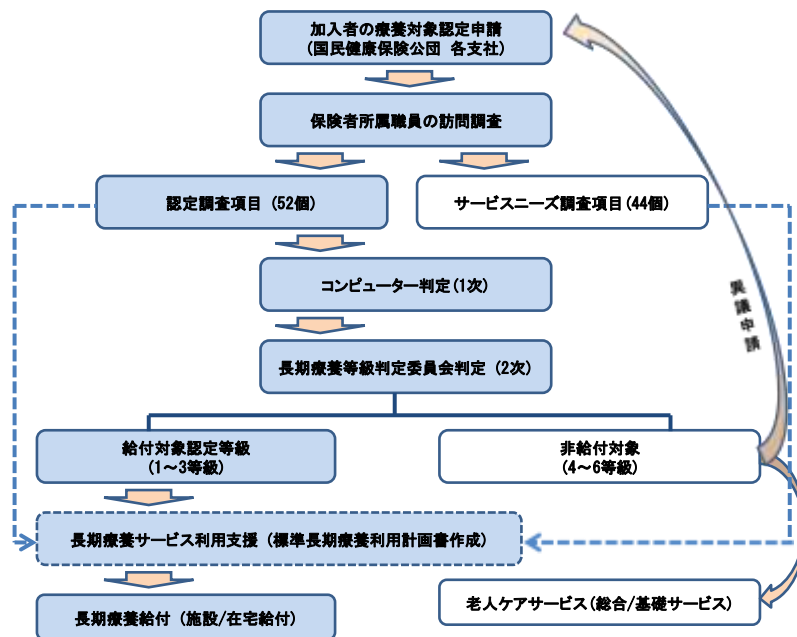 加入者の療養対象認定申請
(国民健康保険公団 各支社)
保険者所属職員の訪問調査
認定調査項目 (52個)
サービスニーズ調査項目(44個)
コンピューター判定(1次)
異議申請
長期療養等級判定委員会判定 (2次)
給付対象認定等級
(1～3等級)
非給付対象
(4～6等級)
長期療養サービス利用支援 (標準長期療養利用計画書作成)
長期療養給付 (施設/在宅給付)
老人ケアサービス(総合/基礎サービス)